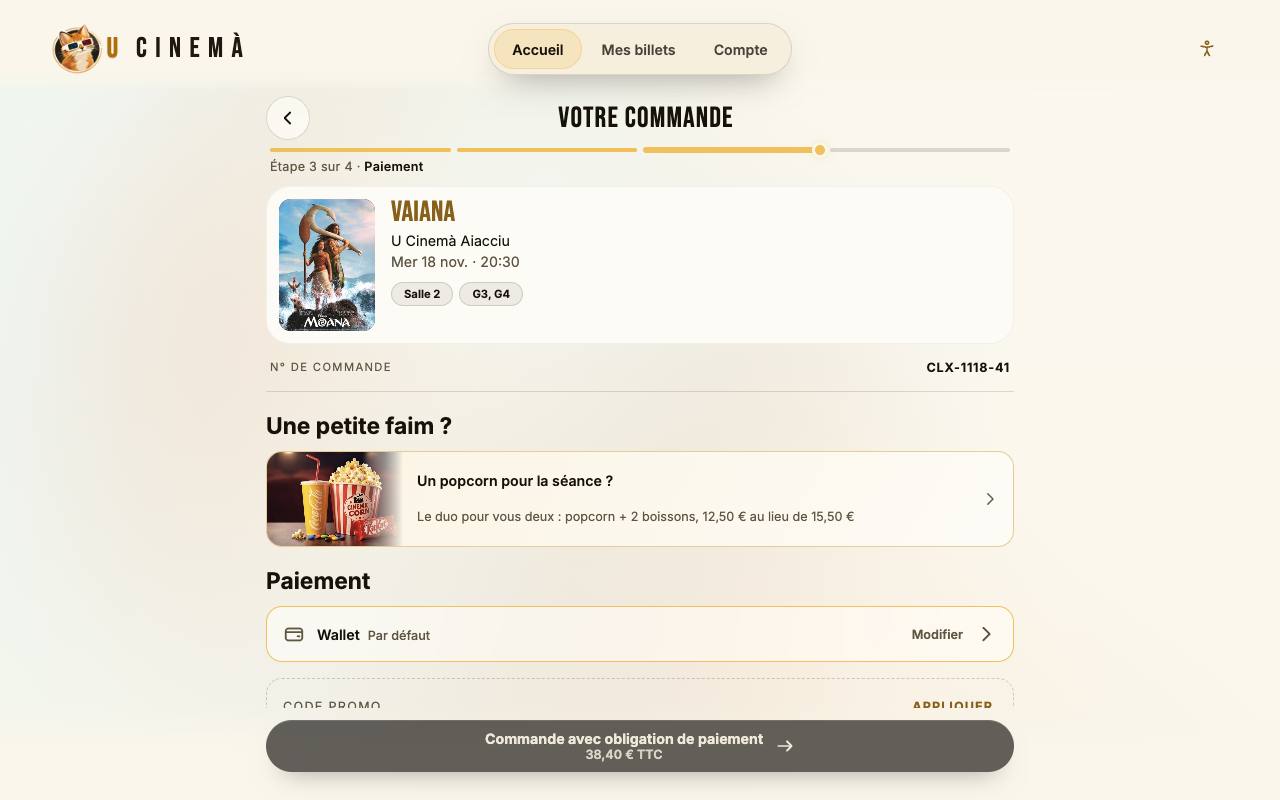 U CINEMÀ
Accueil
Mes billets
Compte
VOTRE COMMANDE
Étape 3 sur 4 · Paiement
VAIANA
U Cinemà Aiacciu
Mer 18 nov. · 20:30
Salle 2
G3, G4
MOANA
N° DE COMMANDE
CLX-1118-41
Une petite faim ?
CINEMA
CORN
Un popcorn pour la séance ?
Le duo pour vous deux : popcorn + 2 boissons, 12,50 € au lieu de 15,50 €
Paiement
Wallet Par défaut
Modifier
CODE PROMO
APPLIQUER
Commande avec obligation de paiement
38,40 € TTC